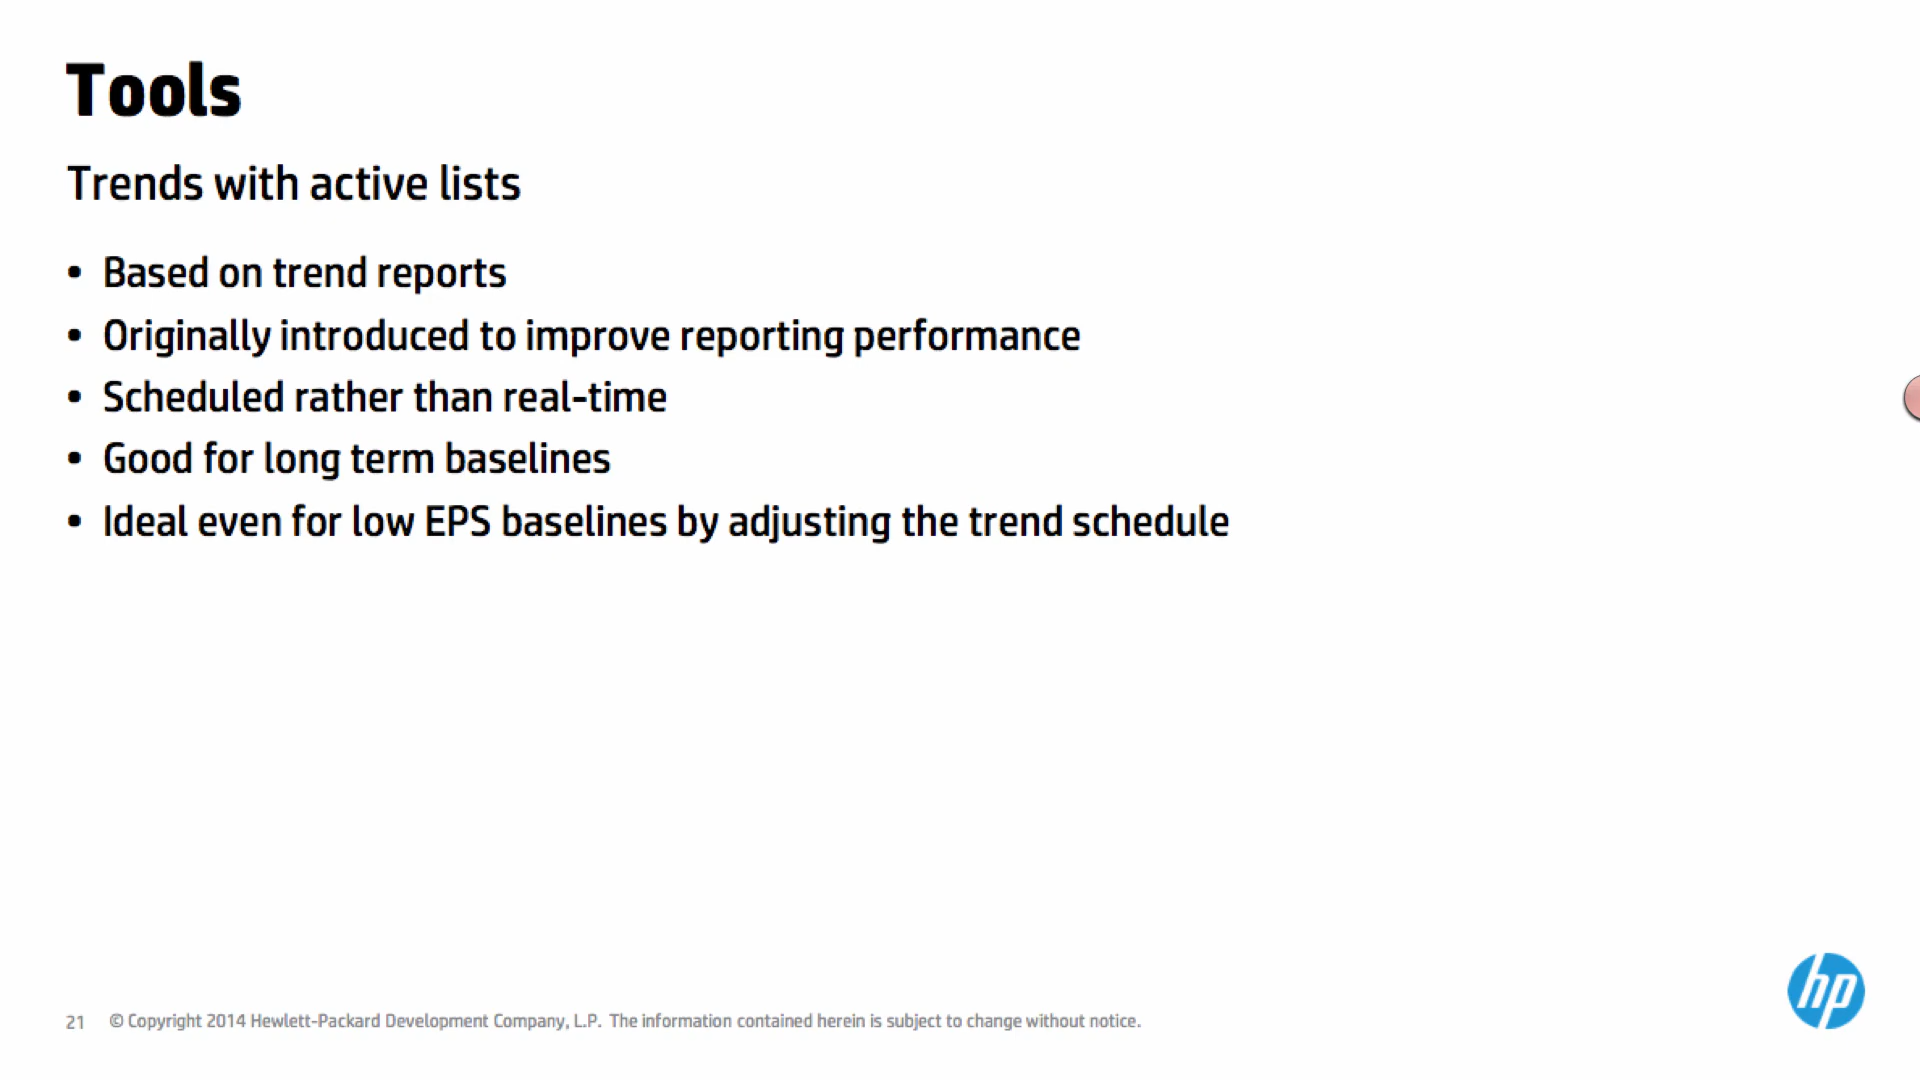 Tools
Trends with active lists
• Based on trend reports
• Originally introduced to improve reporting performance
• Scheduled rather than real-time
• Good for long term baselines
• Ideal even for low EPS baselines by adjusting the trend schedule
hp
21 © Copyright 2014 Hewlett-Packard Development Company, L.P. The information contained herein is subject to change without notice.